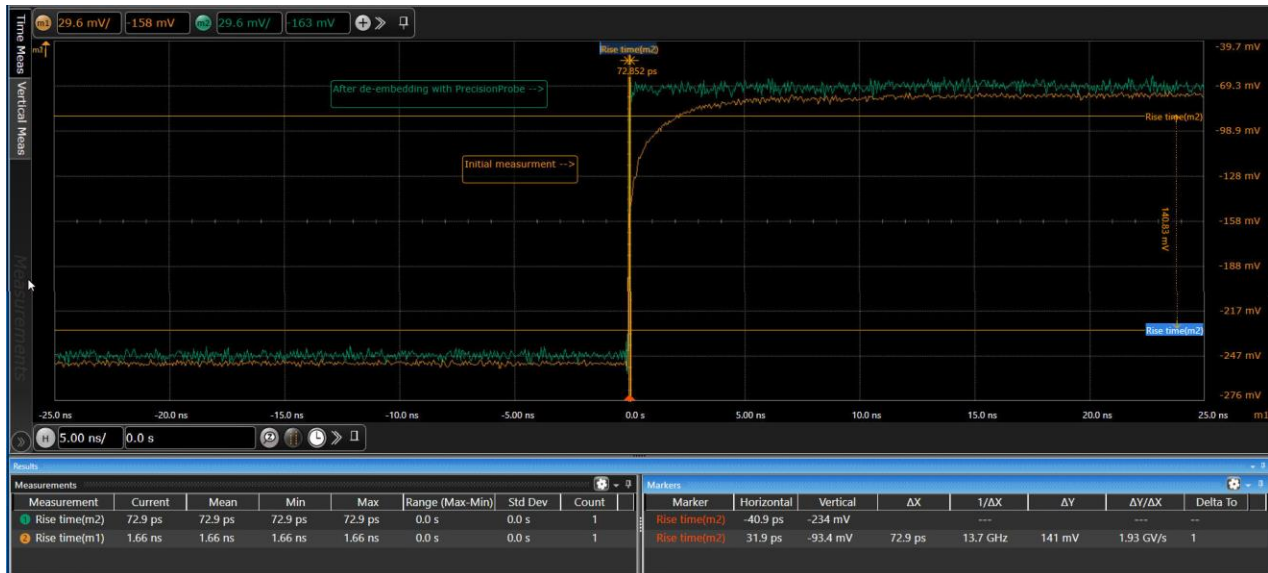 Time Meas
Vertical Meas
Measurements
m1 29.6 mV/ -158 mV m2 29.6 mV/ -163 mV
Rise time(m2)
72.852 ps
After de-embedding with PrecisionProbe -->
Initial measurment -->
-39.7 mV
-69.3 mV
Rise time(m2)
-98.9 mV
-128 mV
-158 mV
140.83 mV
-188 mV
-217 mV
Rise time(m2)
-247 mV
-276 mV
-25.0 ns -20.0 ns -15.0 ns -10.0 ns -5.00 ns 0.0 s 5.00 ns 10.0 ns 15.0 ns 20.0 ns 25.0 ns m1
H 5.00 ns/ 0.0 s
Results
Measurements
Measurement Current Mean Min Max Range (Max-Min) Std Dev Count
1 Rise time(m2) 72.9 ps 72.9 ps 72.9 ps 72.9 ps 0.0 s 0.0 s 1
2 Rise time(m1) 1.66 ns 1.66 ns 1.66 ns 1.66 ns 0.0 s 0.0 s 1
Markers
Marker Horizontal Vertical ΔX 1/ΔX ΔY ΔY/ΔX Delta To
Rise time(m2) -40.9 ps -234 mV --- --- --
Rise time(m2) 31.9 ps -93.4 mV 72.9 ps 13.7 GHz 141 mV 1.93 GV/s 1